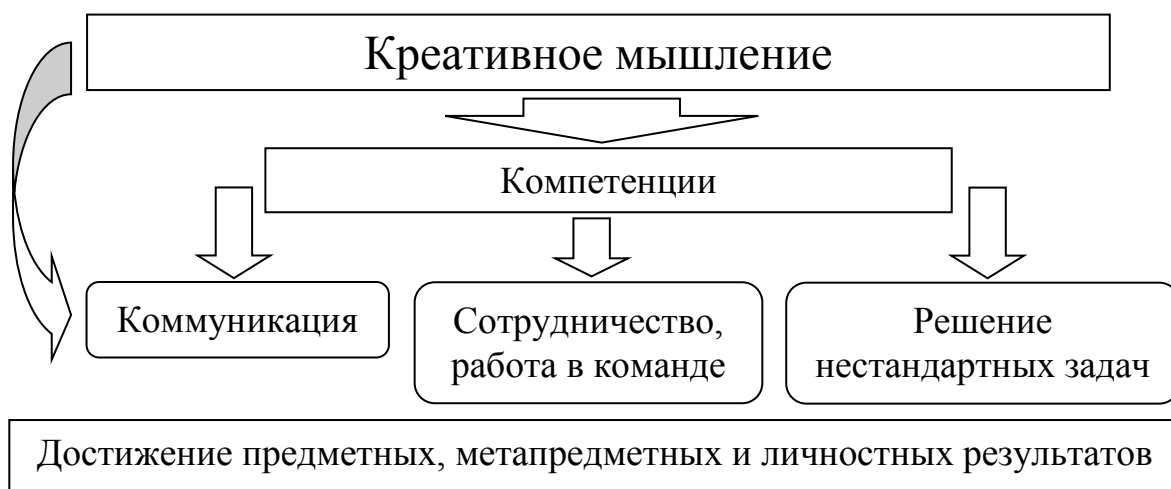 Креативное мышление
Компетенции
Коммуникация
Сотрудничество,
работа в команде
Решение
нестандартных задач
Достижение предметных, метапредметных и личностных результатов